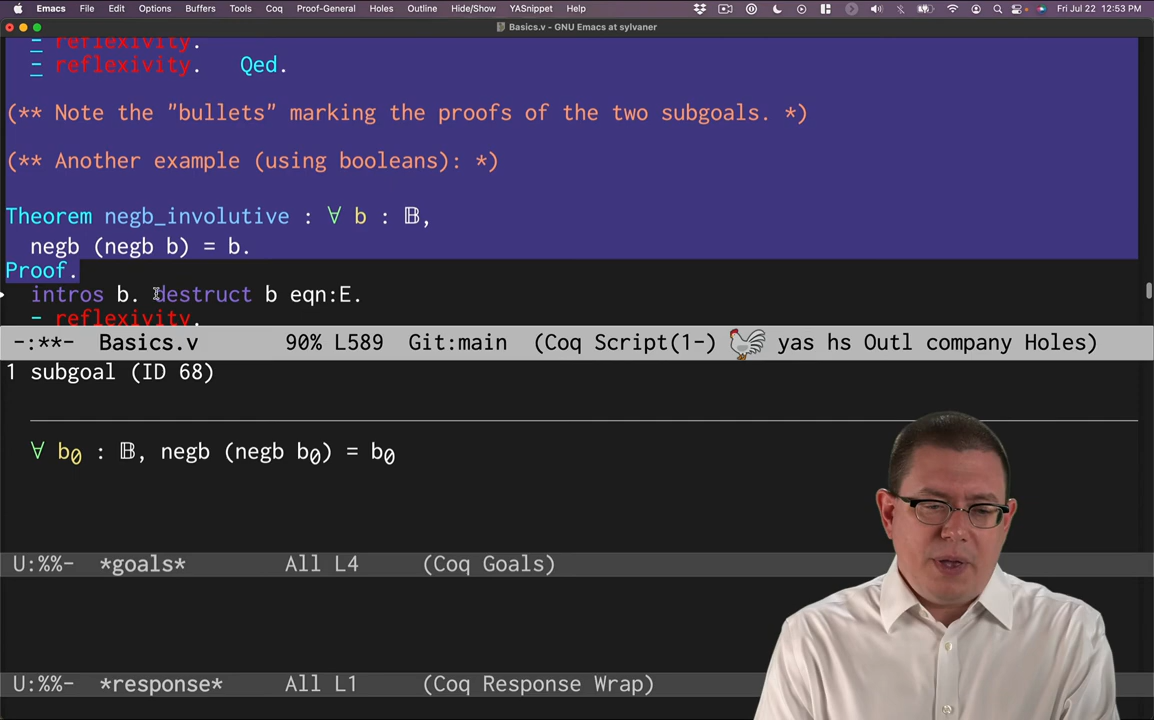 Emacs File Edit Options Buffers Tools Coq Proof-General Holes Outline Hide/Show YASnippet Help Fri Jul 22 12:53 PM
Basics.v - GNU Emacs at sylvaner
- reflexivity.
- reflexivity. Qed.
(** Note the "bullets" marking the proofs of the two subgoals. *)
(** Another example (using booleans): *)
Theorem negb_involutive : ∀ b : 𝔹,
negb (negb b) = b.
Proof.
intros b. destruct b eqn:E.
- reflexivity.
-:**- Basics.v 90% L589 Git:main (Coq Script(1-) yas hs Outl company Holes)
1 subgoal (ID 68)
∀ b₀ : 𝔹, negb (negb b₀) = b₀
U:%%- *goals* All L4 (Coq Goals)
U:%%- *response* All L1 (Coq Response Wrap)